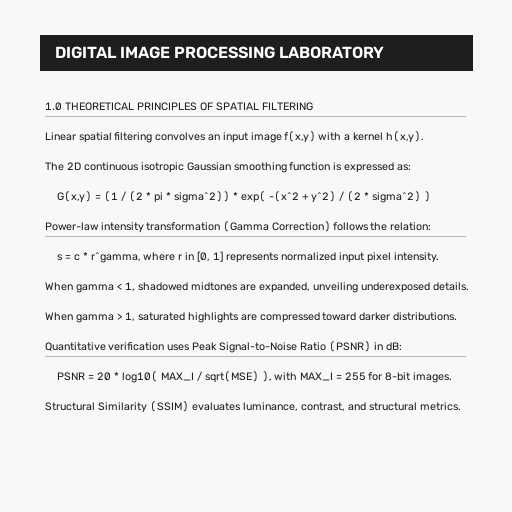 DIGITAL IMAGE PROCESSING LABORATORY
1.0 THEORETICAL PRINCIPLES OF SPATIAL FILTERING
Linear spatial filtering convolves an input image f(x,y) with a kernel h(x,y).
The 2D continuous isotropic Gaussian smoothing function is expressed as:
G(x,y) = (1 / (2 * pi * sigma^2)) * exp( -(x^2 + y^2) / (2 * sigma^2) )
Power-law intensity transformation (Gamma Correction) follows the relation:
s = c * r^gamma, where r in [0, 1] represents normalized input pixel intensity.
When gamma < 1, shadowed midtones are expanded, unveiling underexposed details.
When gamma > 1, saturated highlights are compressed toward darker distributions.
Quantitative verification uses Peak Signal-to-Noise Ratio (PSNR) in dB:
PSNR = 20 * log10( MAX_I / sqrt(MSE) ), with MAX_I = 255 for 8-bit images.
Structural Similarity (SSIM) evaluates luminance, contrast, and structural metrics.